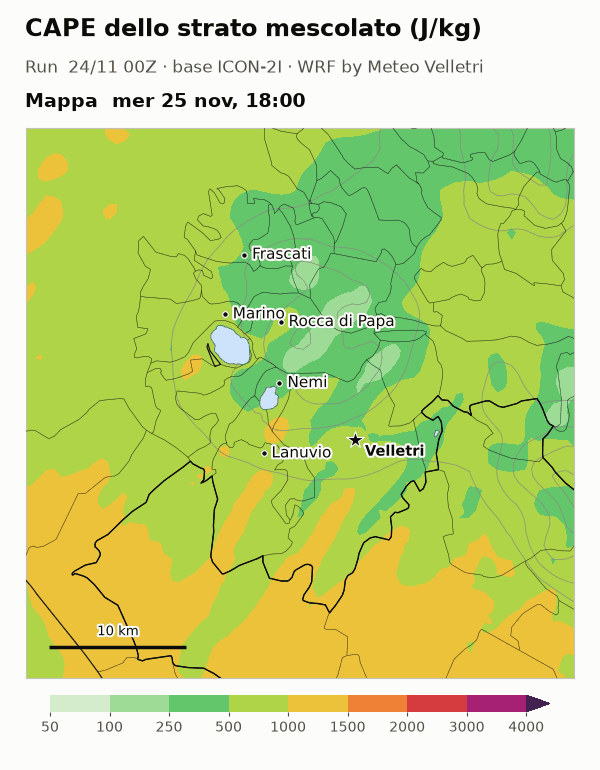 CAPE dello strato mescolato (J/kg)
Run  24/11 00Z · base ICON-2I · WRF by Meteo Velletri
Mappa  mer 25 nov, 18:00
Frascati
Marino
Rocca di Papa
Nemi
Velletri
Lanuvio
10 km
50 100 250 500 1000 1500 2000 3000 4000